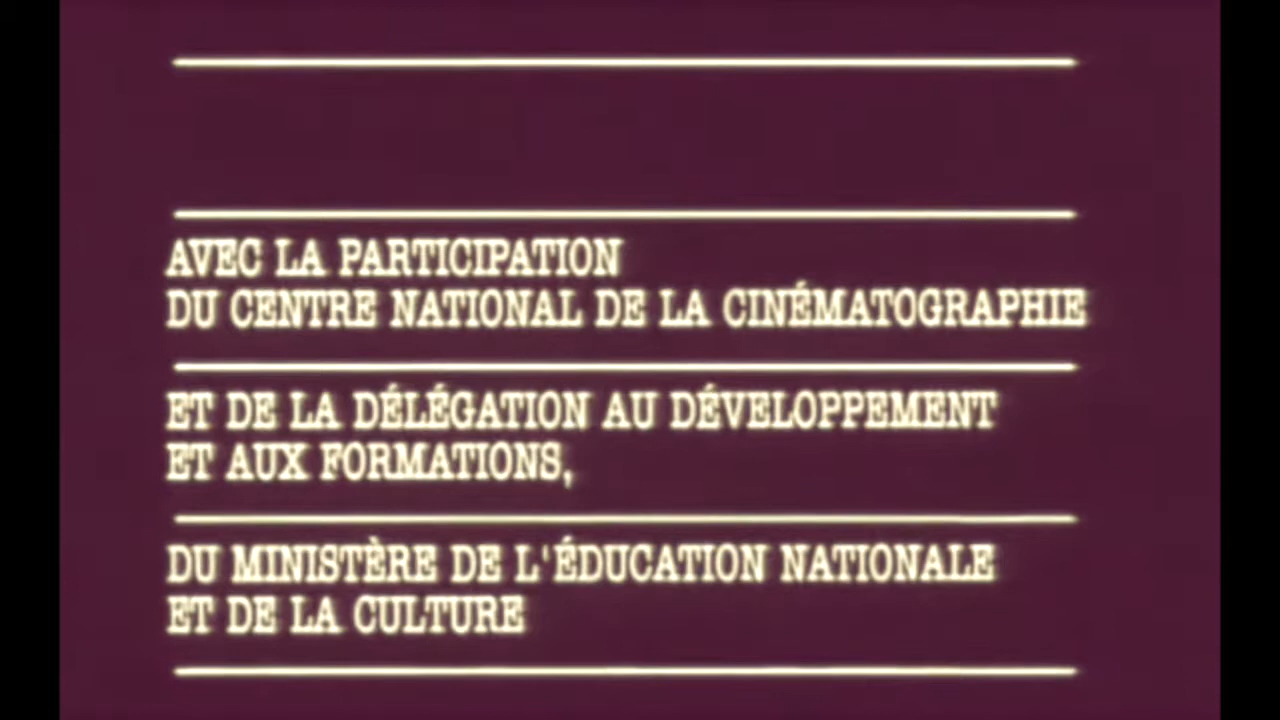 AVEC LA PARTICIPATION
DU CENTRE NATIONAL DE LA CINÉMATOGRAPHIE
ET DE LA DÉLÉGATION AU DÉVELOPPEMENT
ET AUX FORMATIONS,
DU MINISTÈRE DE L'ÉDUCATION NATIONALE
ET DE LA CULTURE